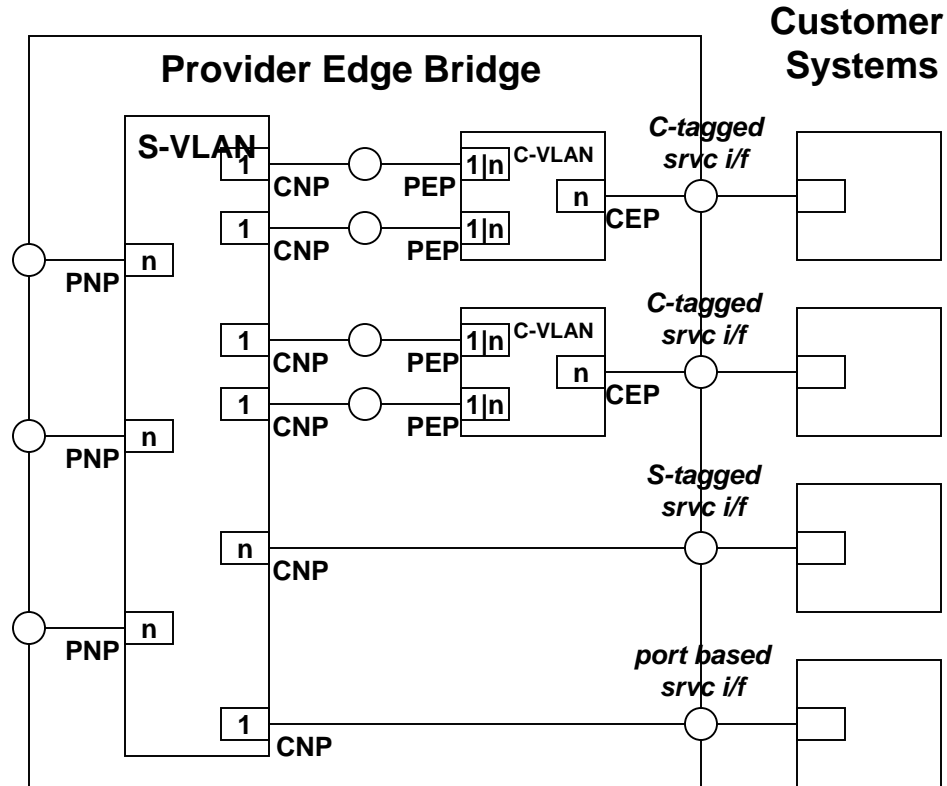 Customer
Systems
Provider Edge Bridge
C-tagged
srvc i/f
S-VLAN
1
CNP
PEP
1|n
C-VLAN
n
CEP
1
CNP
PEP
1|n
n
PNP
C-tagged
srvc i/f
1
CNP
PEP
1|n
C-VLAN
n
CEP
1
CNP
PEP
1|n
n
PNP
S-tagged
srvc i/f
n
CNP
n
PNP
port based
srvc i/f
1
CNP